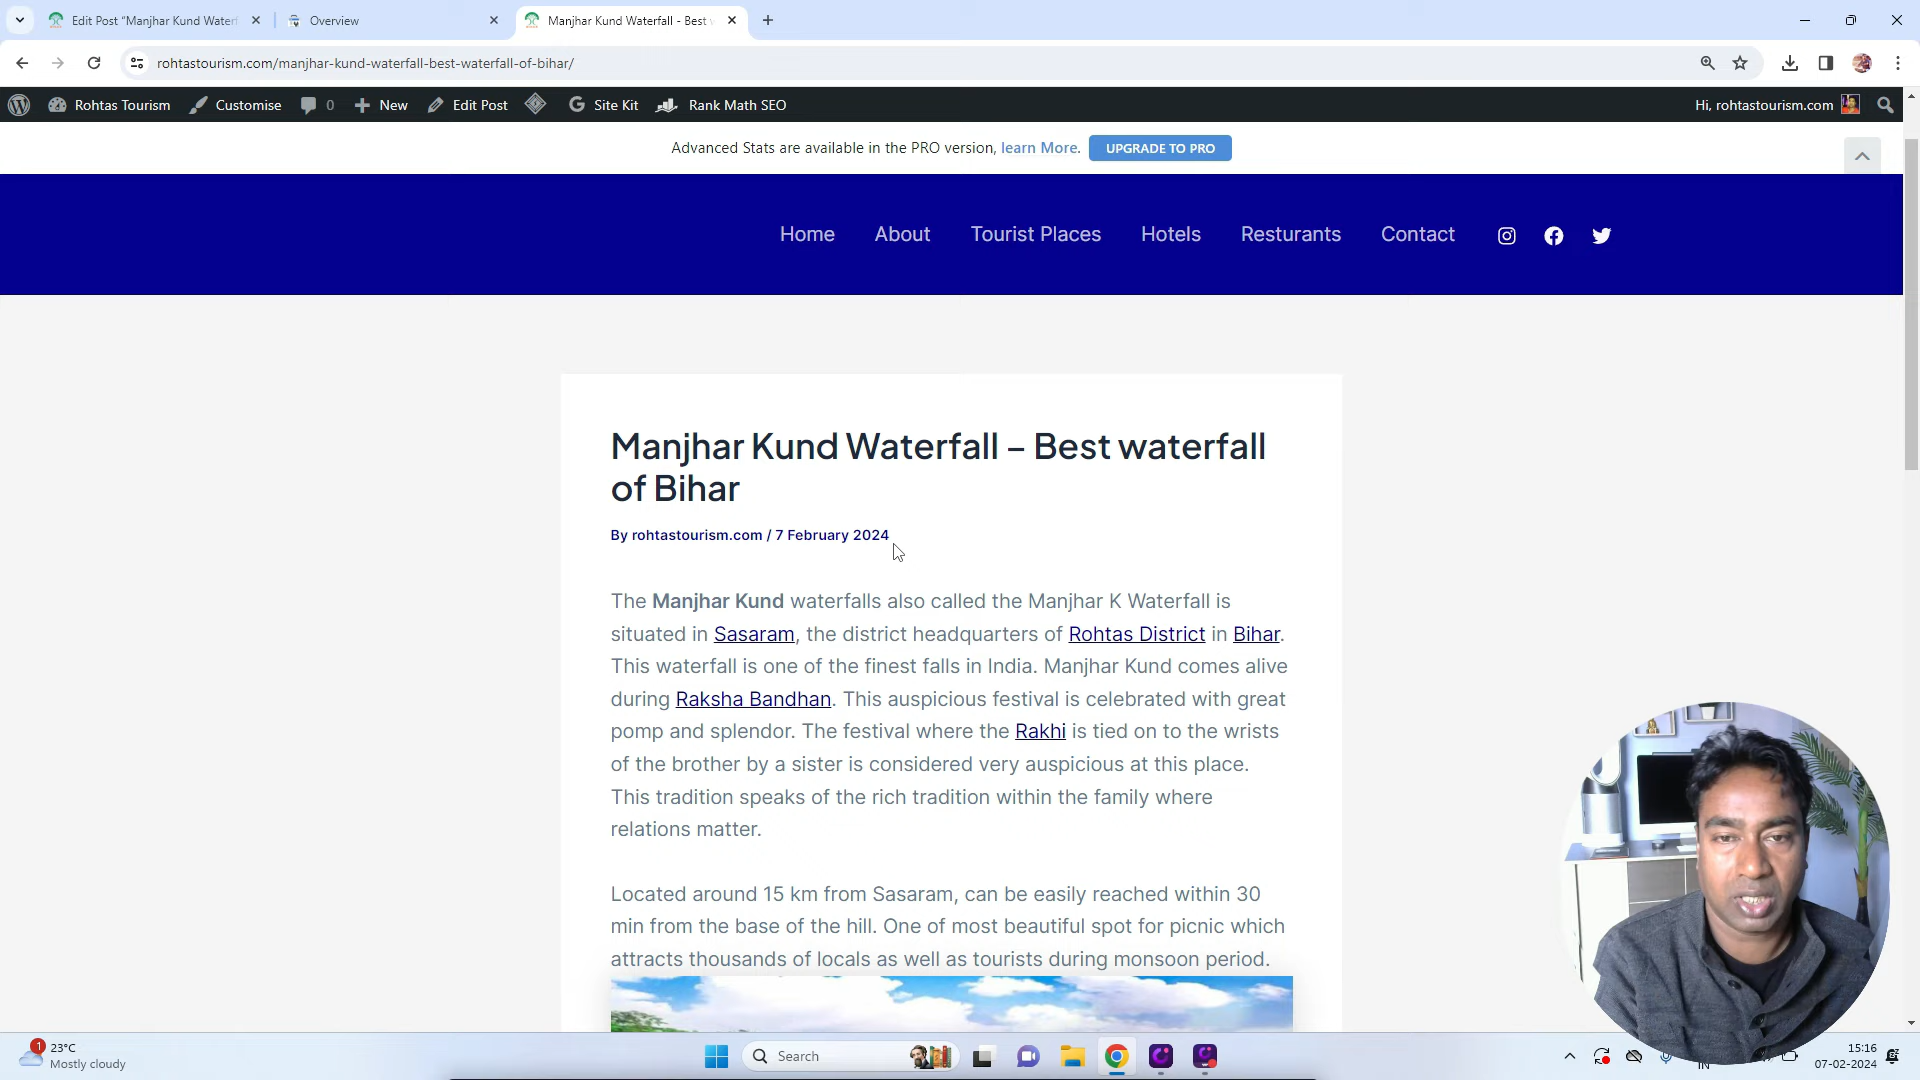 Edit Post “Manjhar Kund Waterf
Overview
Manjhar Kund Waterfall - Best
rohtastourism.com/manjhar-kund-waterfall-best-waterfall-of-bihar/
Rohtas Tourism Customise 0 New Edit Post Site Kit Rank Math SEO Hi, rohtastourism.com
Advanced Stats are available in the PRO version, learn More. UPGRADE TO PRO
Home About Tourist Places Hotels Resturants Contact
Manjhar Kund Waterfall – Best waterfall
of Bihar
By rohtastourism.com / 7 February 2024
The Manjhar Kund waterfalls also called the Manjhar K Waterfall is
situated in Sasaram, the district headquarters of Rohtas District in Bihar.
This waterfall is one of the finest falls in India. Manjhar Kund comes alive
during Raksha Bandhan. This auspicious festival is celebrated with great
pomp and splendor. The festival where the Rakhi is tied on to the wrists
of the brother by a sister is considered very auspicious at this place.
This tradition speaks of the rich tradition within the family where
relations matter.
Located around 15 km from Sasaram, can be easily reached within 30
min from the base of the hill. One of most beautiful spot for picnic which
attracts thousands of locals as well as tourists during monsoon period.
1
23°C
Mostly cloudy
Search
IN
15:16
07-02-2024